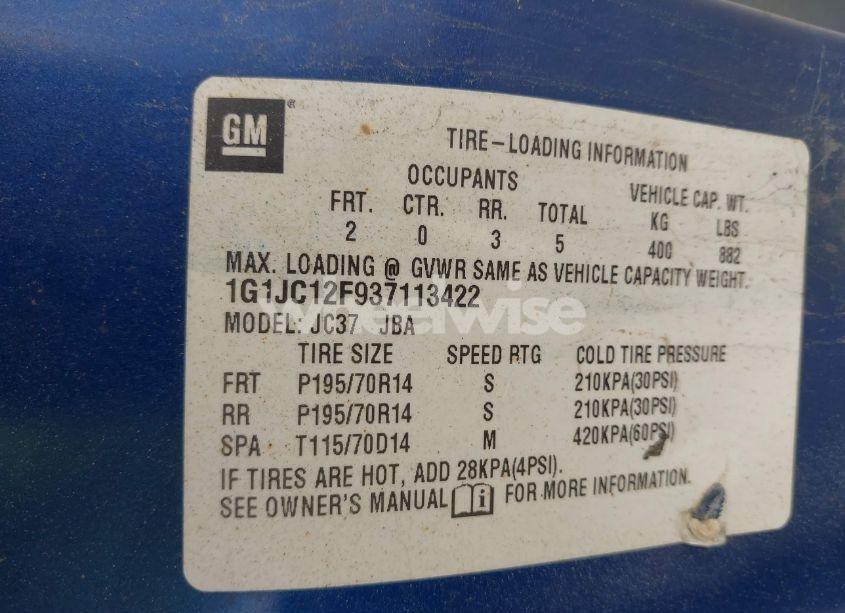 GM®
TIRE-LOADING INFORMATION
OCCUPANTS VEHICLE CAP. WT.
FRT. CTR. RR. TOTAL KG LBS
2 0 3 5 400 882
MAX. LOADING @ GVWR SAME AS VEHICLE CAPACITY WEIGHT.
1G1JC12F937113422
wheelwise
MODEL: JC37 JBA
TIRE SIZE SPEED RTG COLD TIRE PRESSURE
FRT P195/70R14 S 210KPA(30PSI)
RR P195/70R14 S 210KPA(30PSI)
SPA T115/70D14 M 420KPA(60PSI)
IF TIRES ARE HOT, ADD 28KPA(4PSI).
SEE OWNER'S MANUAL i FOR MORE INFORMATION.